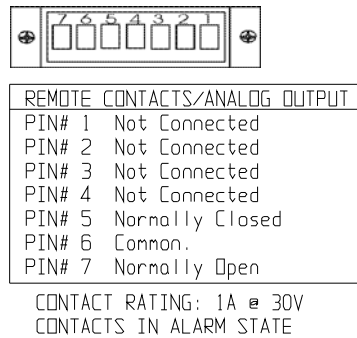 7 6 5 4 3 2 1
REMOTE CONTACTS/ANALOG OUTPUT
PIN# 1 Not Connected
PIN# 2 Not Connected
PIN# 3 Not Connected
PIN# 4 Not Connected
PIN# 5 Normally Closed
PIN# 6 Common.
PIN# 7 Normally Open
CONTACT RATING: 1A @ 30V
CONTACTS IN ALARM STATE